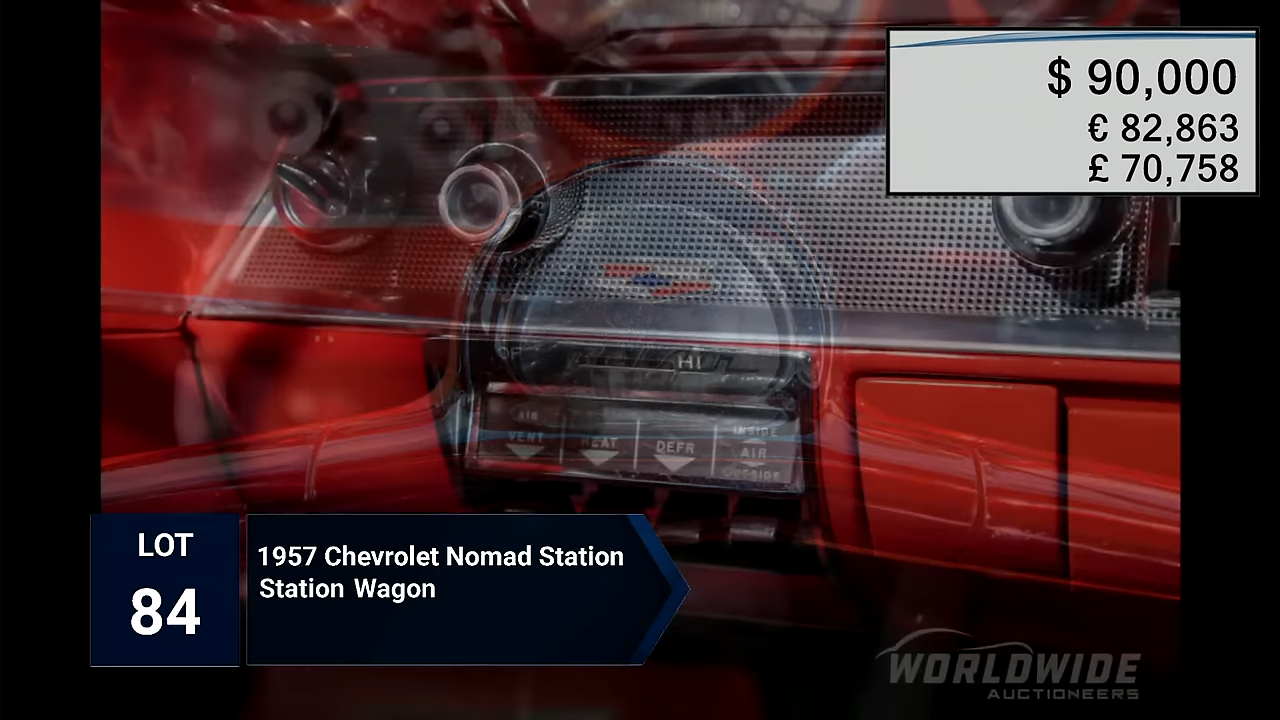 $ 90,000
€ 82,863
£ 70,758
HI
AIR
VENT
HEAT
DEFR
INSIDE
AIR
OUTSIDE
LOT
84
1957 Chevrolet Nomad Station
Station Wagon
WORLDWIDE
AUCTIONEERS